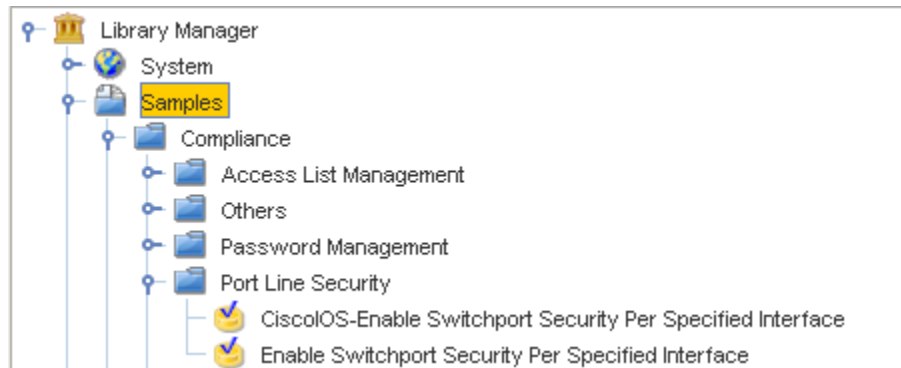 Library Manager
System
Samples
Compliance
Access List Management
Others
Password Management
Port Line Security
CiscoIOS-Enable Switchport Security Per Specified Interface
Enable Switchport Security Per Specified Interface